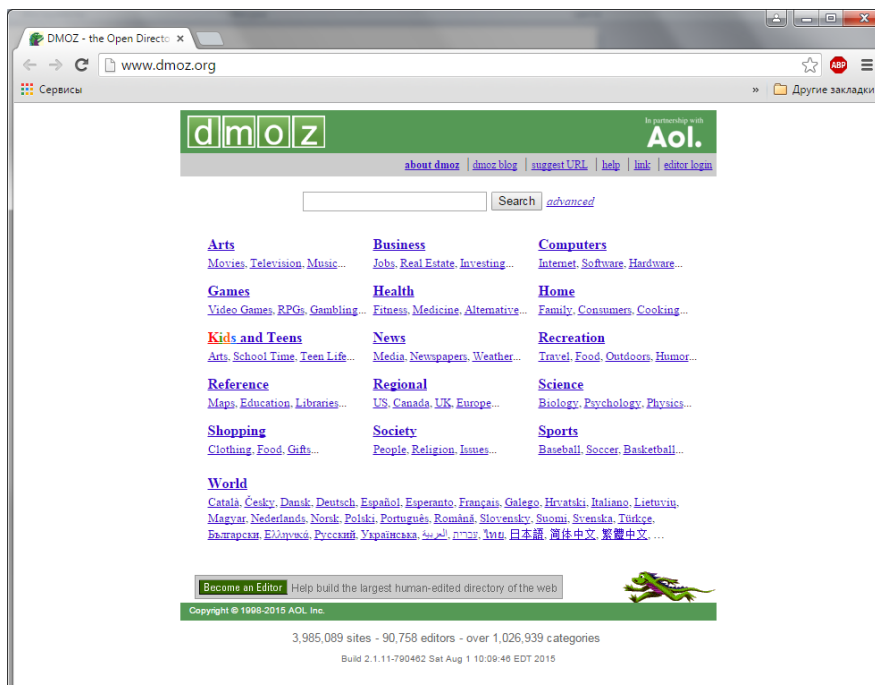 DMOZ - the Open Directo
www.dmoz.org
ABP
Сервисы
» Другие закладки
dmoz
In partnership with
Aol.
about dmoz | dmoz blog | suggest URL | help | link | editor login
Search advanced
Arts Business Computers
Movies, Television, Music... Jobs, Real Estate, Investing... Internet, Software, Hardware...
Games Health Home
Video Games, RPGs, Gambling... Fitness, Medicine, Alternative... Family, Consumers, Cooking...
Kids and Teens News Recreation
Arts, School Time, Teen Life... Media, Newspapers, Weather... Travel, Food, Outdoors, Humor...
Reference Regional Science
Maps, Education, Libraries... US, Canada, UK, Europe... Biology, Psychology, Physics...
Shopping Society Sports
Clothing, Food, Gifts... People, Religion, Issues... Baseball, Soccer, Basketball...
World
Català, Česky, Dansk, Deutsch, Español, Esperanto, Français, Galego, Hrvatski, Italiano, Lietuvių,
Magyar, Nederlands, Norsk, Polski, Português, Română, Slovensky, Suomi, Svenska, Türkçe,
Български, Ελληνικά, Русский, Українська, العربية, עברית, ไทย, 日本語, 简体中文, 繁體中文, ...
Become an Editor Help build the largest human-edited directory of the web
Copyright © 1998-2015 AOL Inc.
3,985,089 sites - 90,758 editors - over 1,026,939 categories
Build 2.1.11-790462 Sat Aug 1 10:09:46 EDT 2015